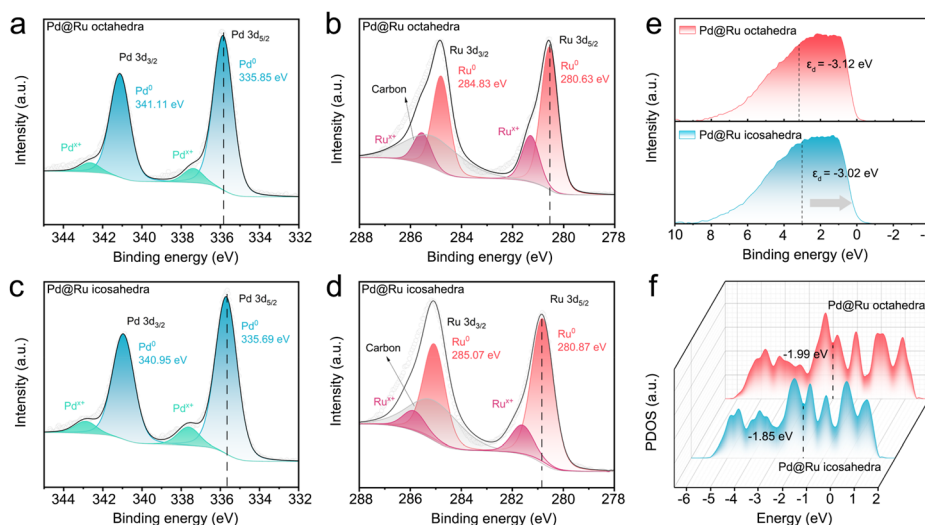 a
Pd@Ru octahedra
Pd 3d5/2
Pd 3d3/2
Pd⁰
335.85 eV
Pd⁰
341.11 eV
Pdˣ⁺
Pdˣ⁺
Intensity (a.u.)
344 342 340 338 336 334 332
Binding energy (eV)
b
Pd@Ru octahedra
Ru 3d3/2
Ru 3d5/2
Ru⁰
284.83 eV
Ru⁰
280.63 eV
Carbon
Ruˣ⁺
Ruˣ⁺
Intensity (a.u.)
288 286 284 282 280 278
Binding energy (eV)
e
Pd@Ru octahedra
εd = -3.12 eV
Pd@Ru icosahedra
εd = -3.02 eV
Intensity (a.u.)
10 8 6 4 2 0 -2
Binding energy (eV)
c
Pd@Ru icosahedra
Pd 3d5/2
Pd 3d3/2
Pd⁰
335.69 eV
Pd⁰
340.95 eV
Pdˣ⁺
Pdˣ⁺
Intensity (a.u.)
344 342 340 338 336 334 332
Binding energy (eV)
d
Pd@Ru icosahedra
Ru 3d3/2
Ru 3d5/2
Ru⁰
285.07 eV
Ru⁰
280.87 eV
Carbon
Ruˣ⁺
Ruˣ⁺
Intensity (a.u.)
288 286 284 282 280 278
Binding energy (eV)
f
Pd@Ru octahedra
-1.99 eV
-1.85 eV
Pd@Ru icosahedra
PDOS (a.u.)
-6 -5 -4 -3 -2 -1 0 1 2
Energy (eV)